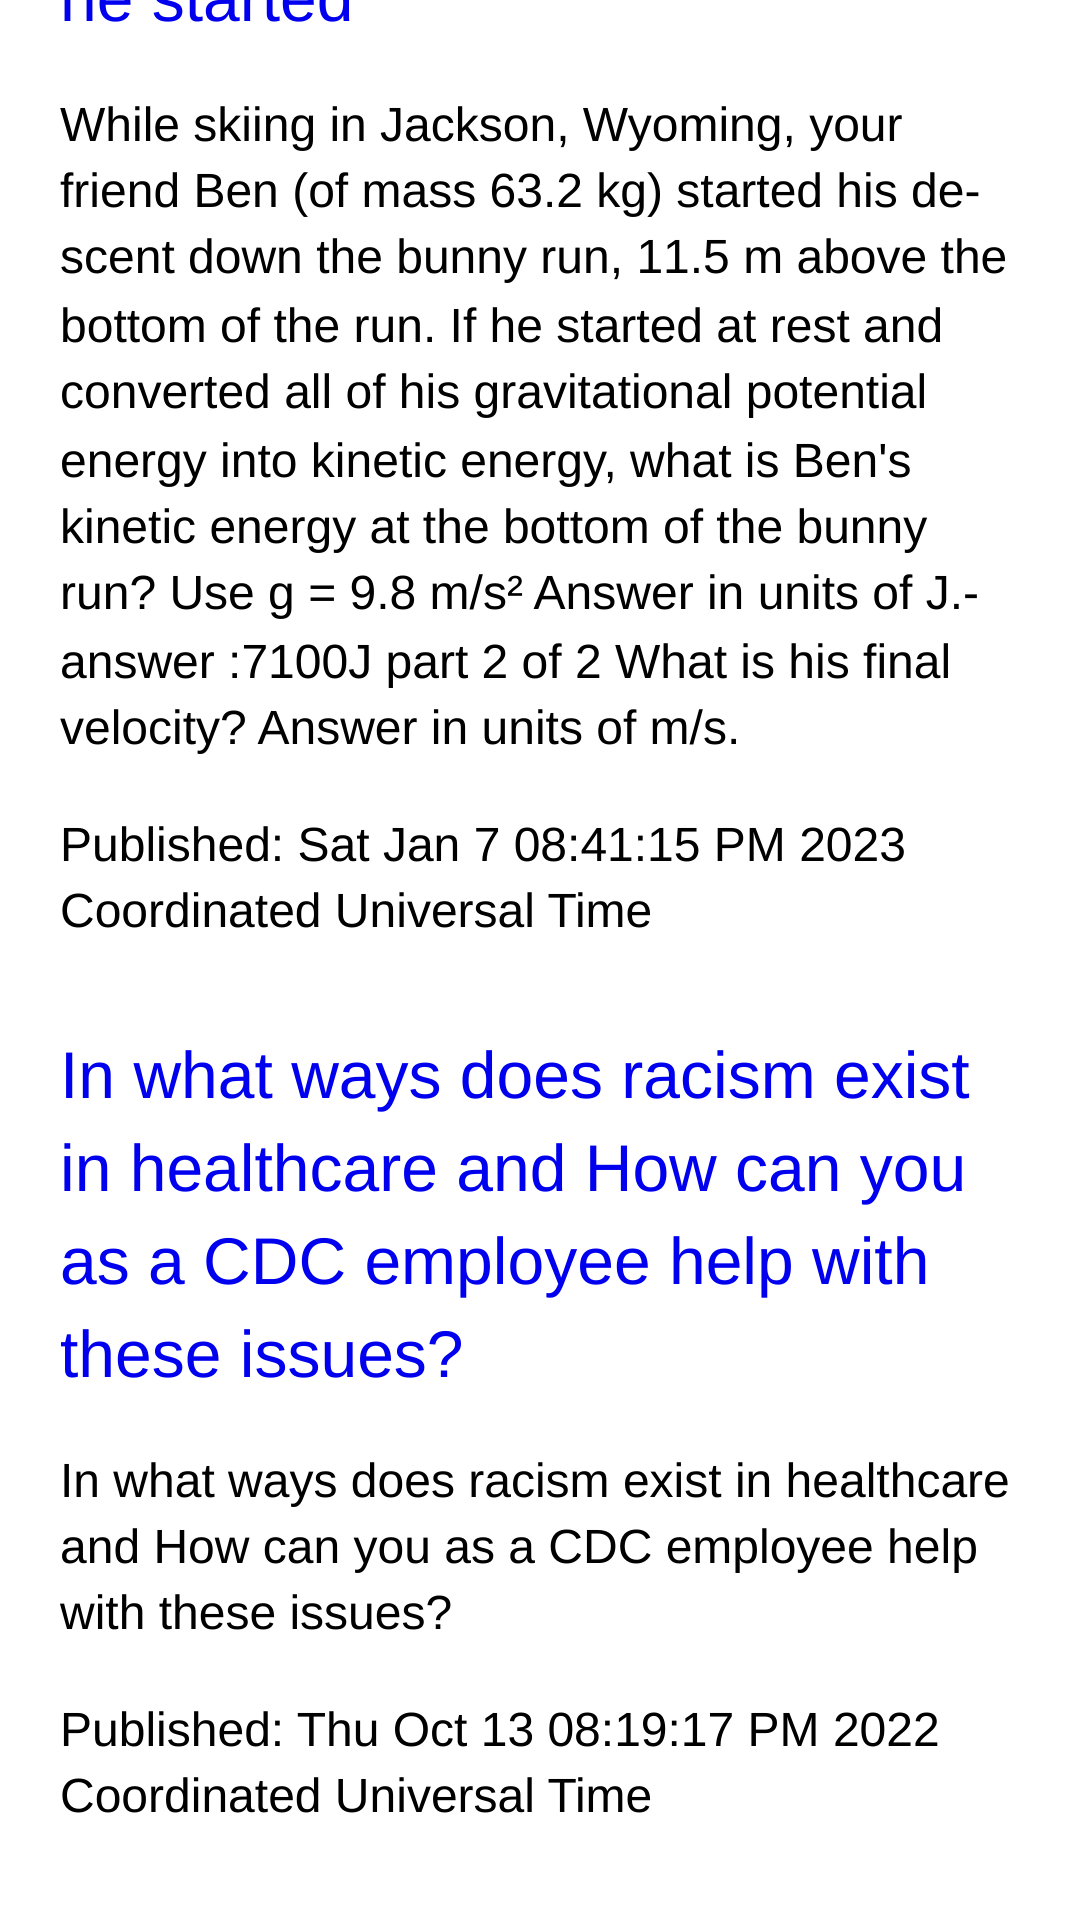 he started
While skiing in Jackson, Wyoming, your
friend Ben (of mass 63.2 kg) started his de-
scent down the bunny run, 11.5 m above the
bottom of the run. If he started at rest and
converted all of his gravitational potential
energy into kinetic energy, what is Ben's
kinetic energy at the bottom of the bunny
run? Use g = 9.8 m/s² Answer in units of J.-
answer :7100J part 2 of 2 What is his final
velocity? Answer in units of m/s.
Published: Sat Jan 7 08:41:15 PM 2023
Coordinated Universal Time
In what ways does racism exist
in healthcare and How can you
as a CDC employee help with
these issues?
In what ways does racism exist in healthcare
and How can you as a CDC employee help
with these issues?
Published: Thu Oct 13 08:19:17 PM 2022
Coordinated Universal Time